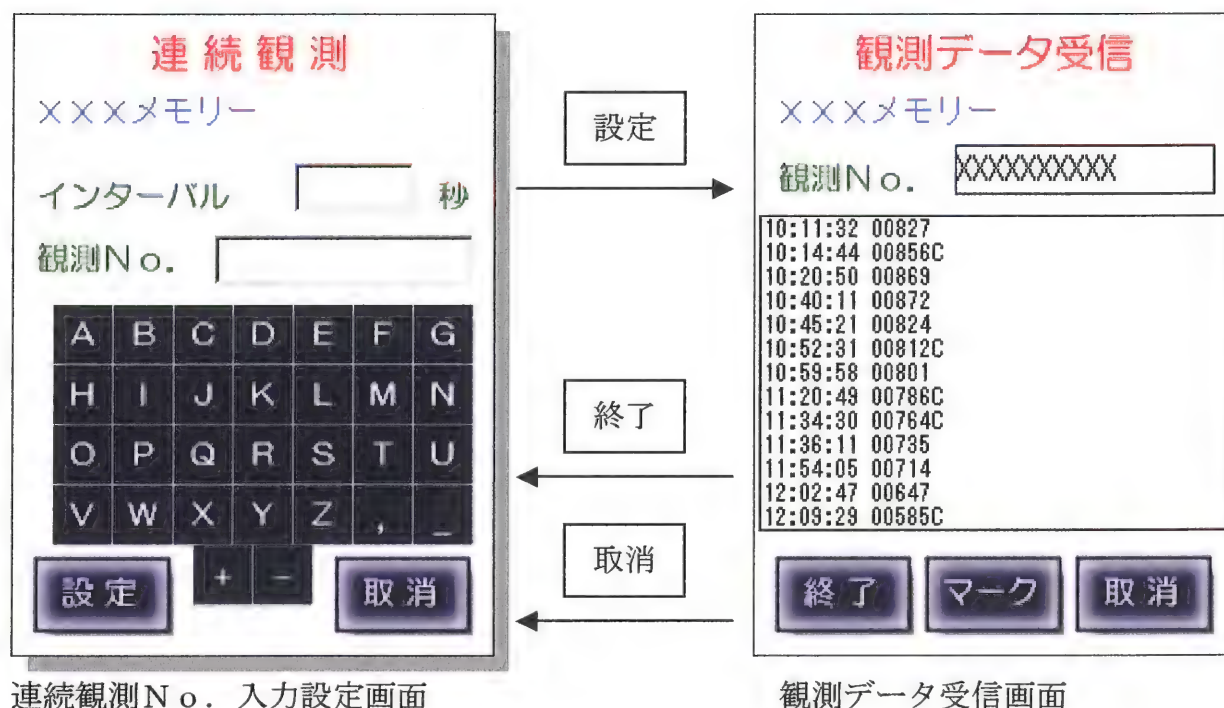 連続観測
×××メモリー
インターバル 秒
観測No.
A B C D E F G
H I J K L M N
O P Q R S T U
V W X Y Z , _
+ -
設定 取消
連続観測No. 入力設定画面
設定
終了
取消
観測データ受信
×××メモリー
観測No. XXXXXXXXXX
10:11:32 00827
10:14:44 00856C
10:20:50 00869
10:40:11 00872
10:45:21 00824
10:52:31 00812C
10:59:58 00801
11:20:49 00786C
11:34:30 00764C
11:36:11 00735
11:54:05 00714
12:02:47 00647
12:09:29 00585C
終了 マーク 取消
観測データ受信画面